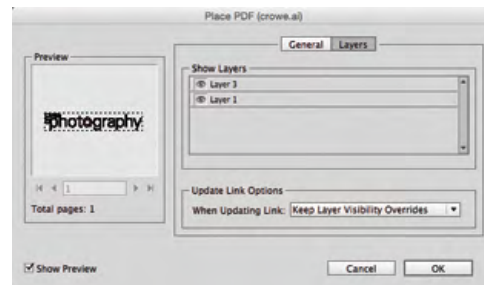 Place PDF (crowe.ai)
General Layers
Preview
photography
1
Total pages: 1
Show Layers
Layer 3
Layer 1
Update Link Options
When Updating Link: Keep Layer Visibility Overrides
Show Preview
Cancel OK